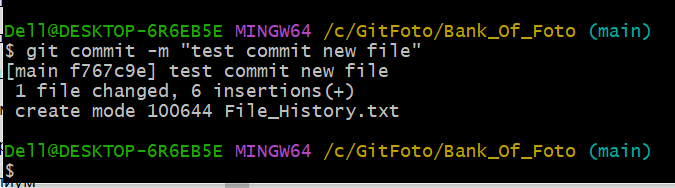 Dell@DESKTOP-6R6EB5E MINGW64 /c/GitFoto/Bank_Of_Foto (main)
$ git commit -m "test commit new file"
[main f767c9e] test commit new file
 1 file changed, 6 insertions(+)
 create mode 100644 File_History.txt
Dell@DESKTOP-6R6EB5E MINGW64 /c/GitFoto/Bank_Of_Foto (main)
$